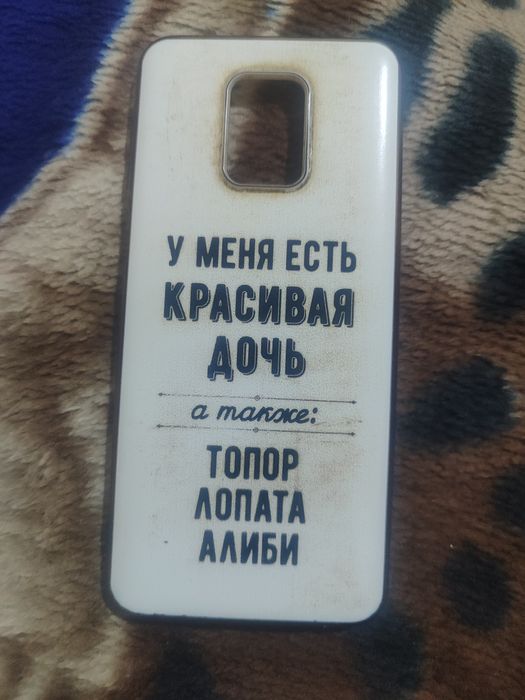 У МЕНЯ ЕСТЬ
КРАСИВАЯ
ДОЧЬ
а также:
ТОПОР
ЛОПАТА
АЛИБИ